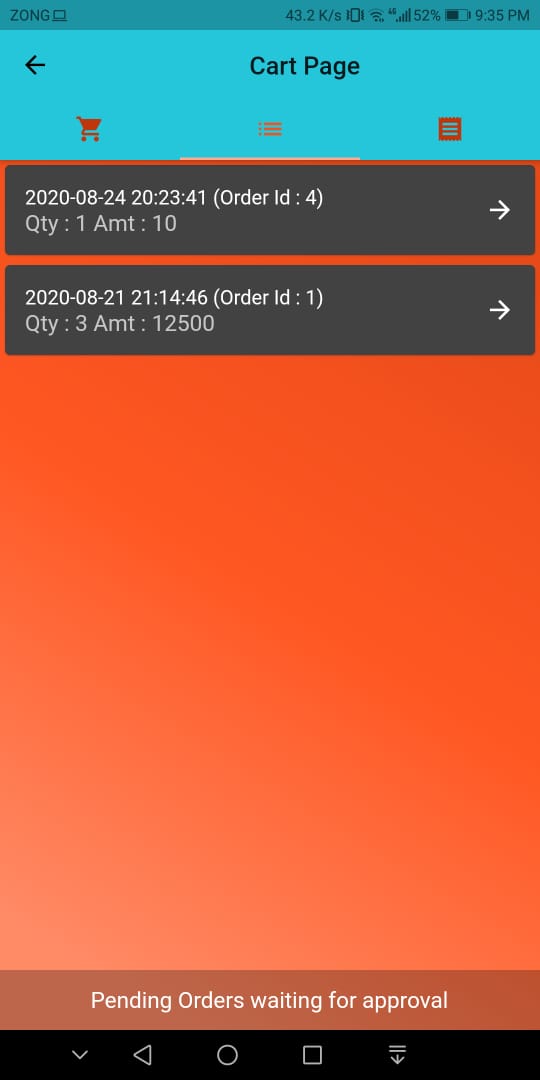 ZONG 43.2 K/s 4G 52% 9:35 PM
Cart Page
2020-08-24 20:23:41 (Order Id : 4)
Qty : 1 Amt : 10
2020-08-21 21:14:46 (Order Id : 1)
Qty : 3 Amt : 12500
Pending Orders waiting for approval